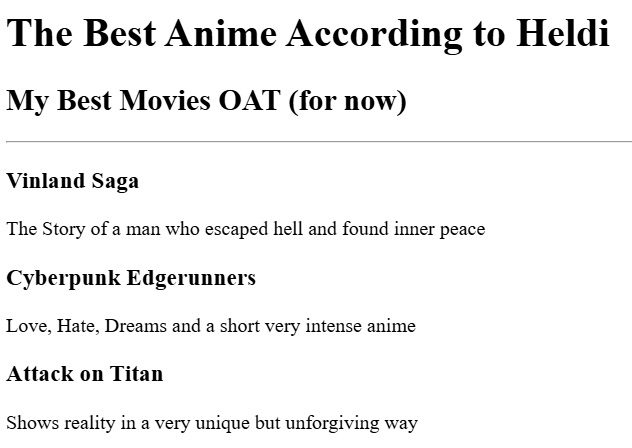 The Best Anime According to Heldi
My Best Movies OAT (for now)
Vinland Saga
The Story of a man who escaped hell and found inner peace
Cyberpunk Edgerunners
Love, Hate, Dreams and a short very intense anime
Attack on Titan
Shows reality in a very unique but unforgiving way